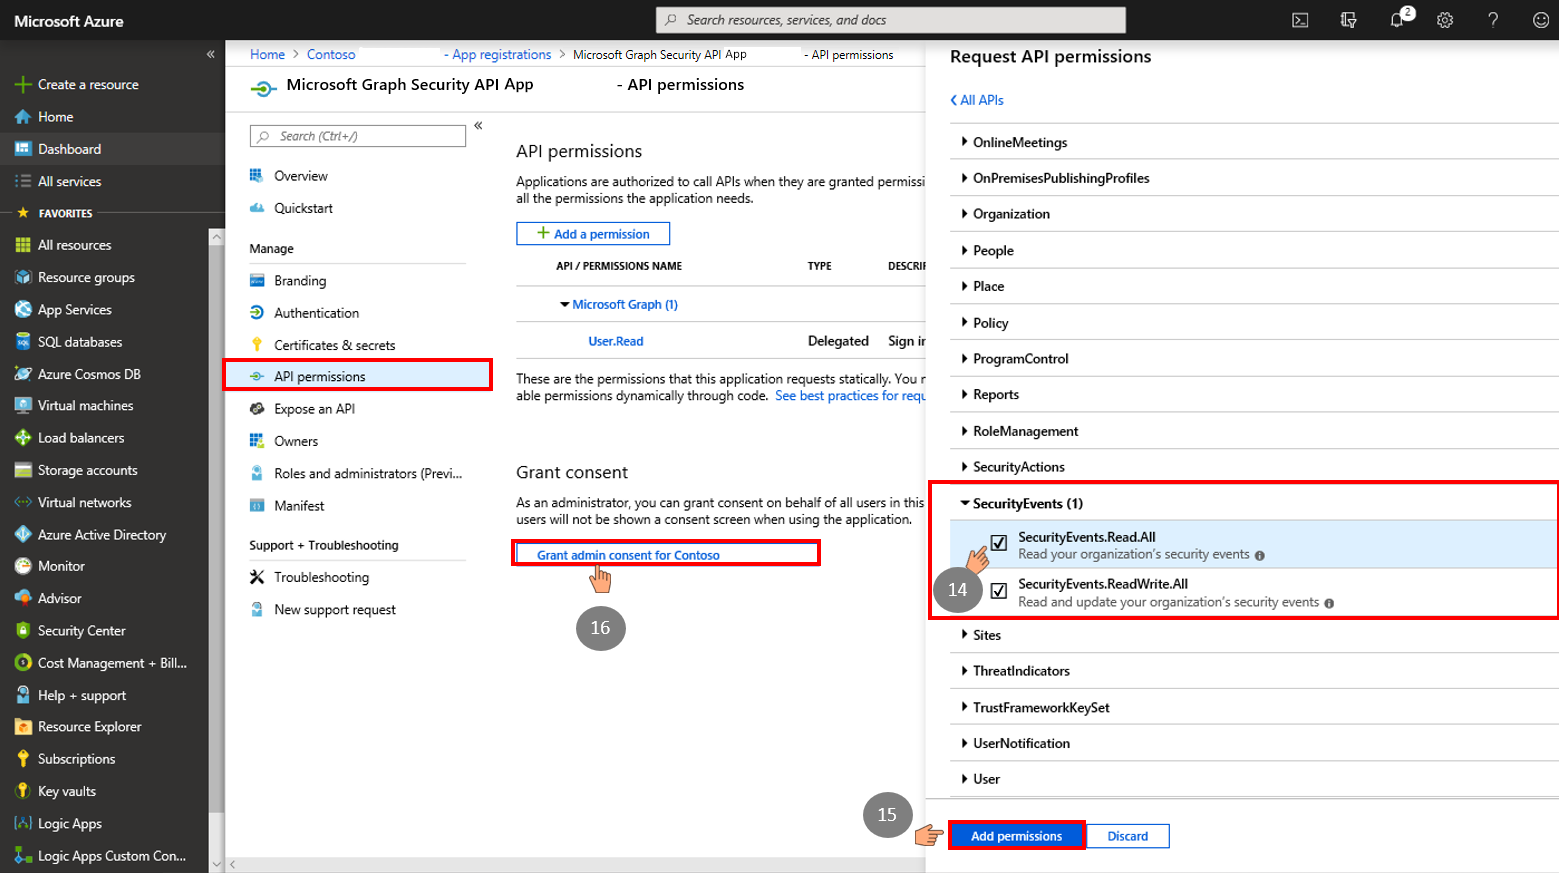 Microsoft Azure
Search resources, services, and docs
2
Create a resource
Home
Dashboard
All services
FAVORITES
All resources
Resource groups
App Services
SQL databases
Azure Cosmos DB
Virtual machines
Load balancers
Storage accounts
Virtual networks
Azure Active Directory
Monitor
Advisor
Security Center
Cost Management + Bill...
Help + support
Resource Explorer
Subscriptions
Key vaults
Logic Apps
Logic Apps Custom Con...
Home > Contoso - App registrations > Microsoft Graph Security API App - API permissions
Microsoft Graph Security API App - API permissions
Search (Ctrl+/)
Overview
Quickstart
Manage
Branding
Authentication
Certificates & secrets
API permissions
Expose an API
Owners
Roles and administrators (Previ...
Manifest
Support + Troubleshooting
Troubleshooting
New support request
API permissions
Applications are authorized to call APIs when they are granted permissi
all the permissions the application needs.
Add a permission
API / PERMISSIONS NAME TYPE DESCRIP
Microsoft Graph (1)
User.Read Delegated Sign in
These are the permissions that this application requests statically. You m
able permissions dynamically through code. See best practices for requ
Grant consent
As an administrator, you can grant consent on behalf of all users in this
users will not be shown a consent screen when using the application.
Grant admin consent for Contoso
16
Request API permissions
All APIs
OnlineMeetings
OnPremisesPublishingProfiles
Organization
People
Place
Policy
ProgramControl
Reports
RoleManagement
SecurityActions
SecurityEvents (1)
SecurityEvents.Read.All
Read your organization's security events
14
SecurityEvents.ReadWrite.All
Read and update your organization's security events
Sites
ThreatIndicators
TrustFrameworkKeySet
UserNotification
User
15
Add permissions
Discard